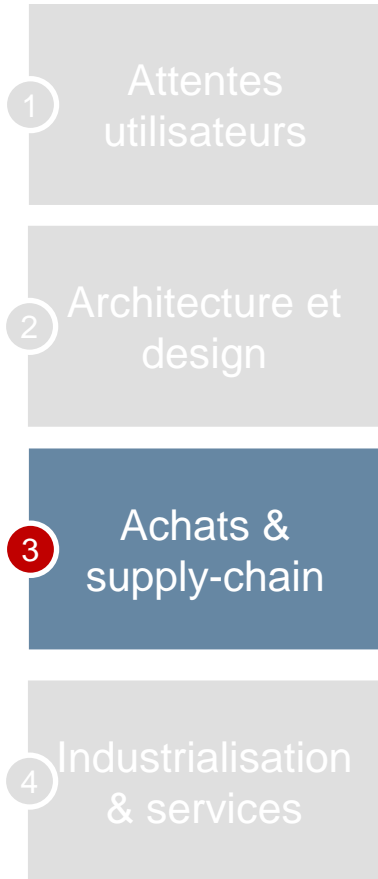 1
Attentes
utilisateurs
2
Architecture et
design
3
Achats &
supply-chain
4
Industrialisation
& services